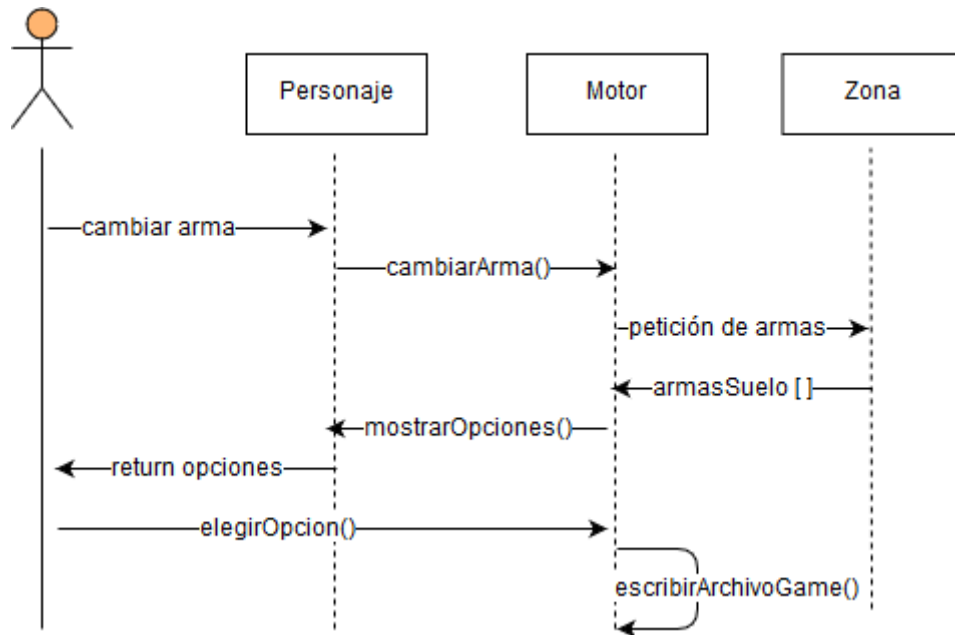 Personaje
Motor
Zona
cambiar arma
cambiarArma()
petición de armas
armasSuelo [ ]
mostrarOpciones()
return opciones
elegirOpcion()
escribirArchivoGame()